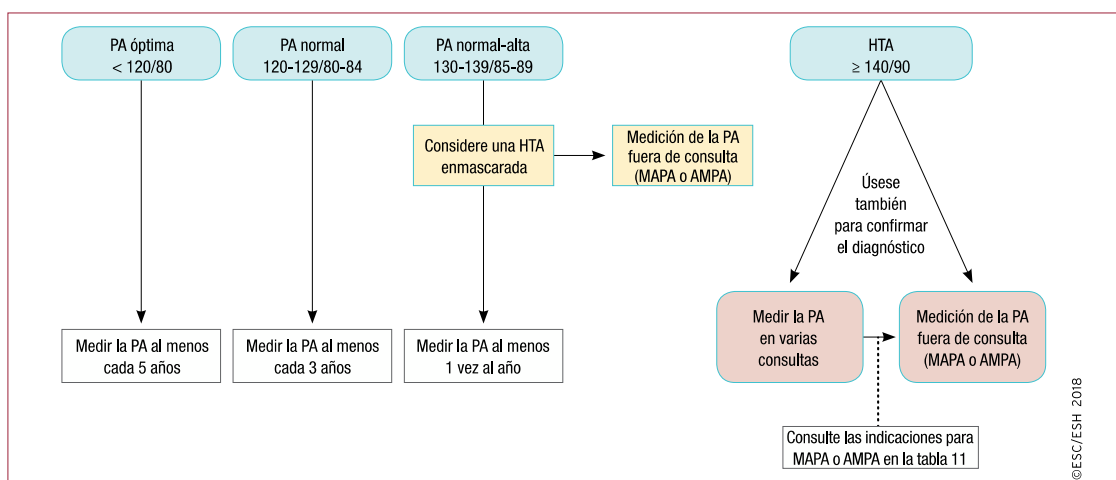 PA óptima
< 120/80
PA normal
120-129/80-84
PA normal-alta
130-139/85-89
HTA
≥ 140/90
Considere una HTA
enmascarada
Medición de la PA
fuera de consulta
(MAPA o AMPA)
Úsese
también
para confirmar
el diagnóstico
Medir la PA al menos
cada 5 años
Medir la PA al menos
cada 3 años
Medir la PA al menos
1 vez al año
Medir la PA
en varias
consultas
Medición de la PA
fuera de consulta
(MAPA o AMPA)
Consulte las indicaciones para
MAPA o AMPA en la tabla 11
©ESC/ESH 2018